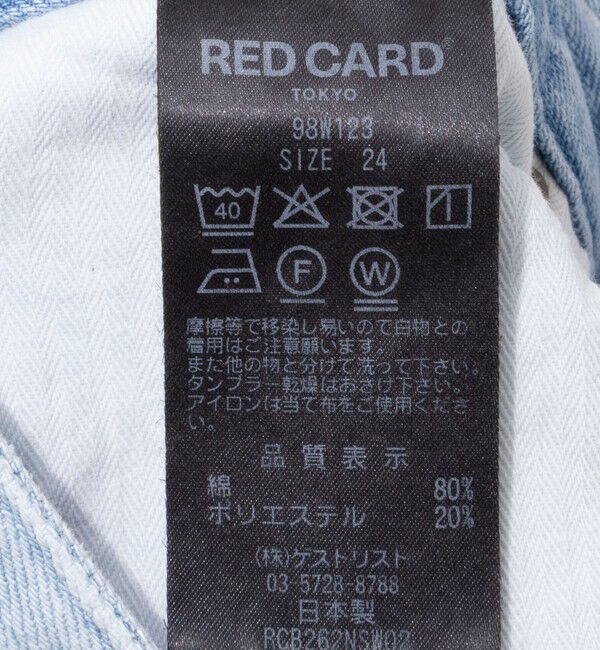 RED CARD®
TOKYO
98W123
SIZE 24
40
F W
摩擦等で移染し易いので白物との
着用はご注意願います。
また他の物と分けて洗って下さい。
タンブラー乾燥はおさけ下さい。
アイロンは当て布をご使用くださ
い。
品質表示
綿 80%
ポリエステル 20%
(株)ゲストリスト
03-5728-8788
日本製
RCB262NSW02